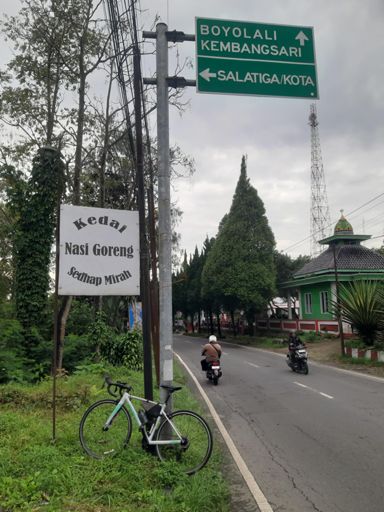 BOYOLALI
KEMBANGSARI
SALATIGA/KOTA
Kedai
Nasi Goreng
Sedhap Mirah